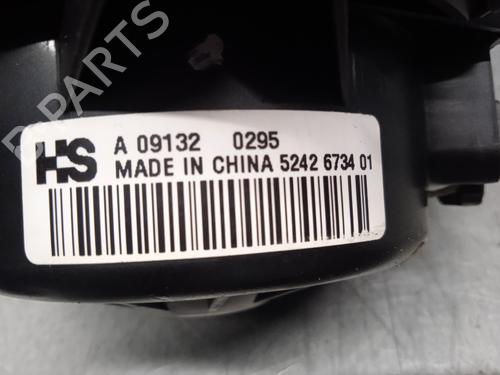 B PARTS
HS A 09132 0295
MADE IN CHINA 5242 6734 01